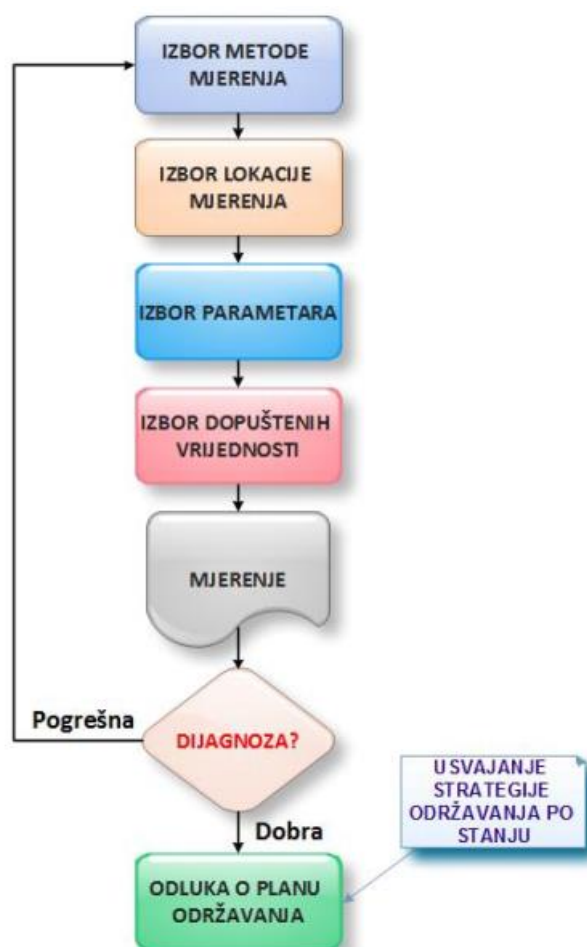 IZBOR METODE
MJERENJA
IZBOR LOKACIJE
MJERENJA
IZBOR PARAMETARA
IZBOR DOPUŠTENIH
VRIJEDNOSTI
MJERENJE
Pogrešna
DIJAGNOZA?
Dobra
USVAJANJE
STRATEGIJE
ODRŽAVANJA PO
STANJU
ODLUKA O PLANU
ODRŽAVANJA